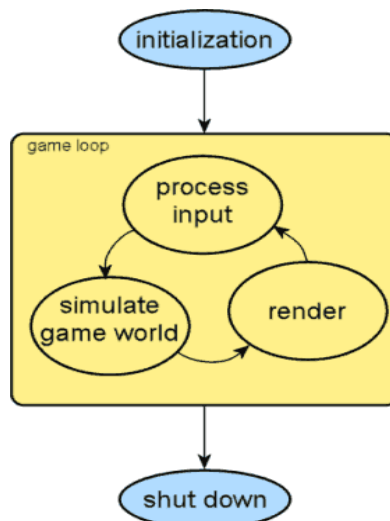 initialization
game loop
process
input
simulate
game world
render
shut down